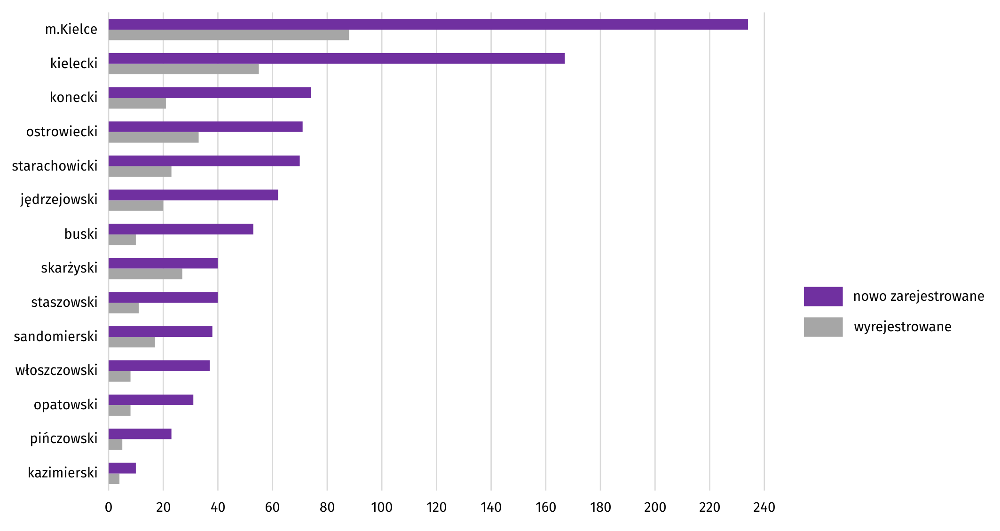 m.Kielce
kielecki
konecki
ostrowiecki
starachowicki
jędrzejowski
buski
skarżyski
staszowski
sandomierski
włoszczowski
opatowski
pińczowski
kazimierski
0 20 40 60 80 100 120 140 160 180 200 220 240
nowo zarejestrowane
wyrejestrowane